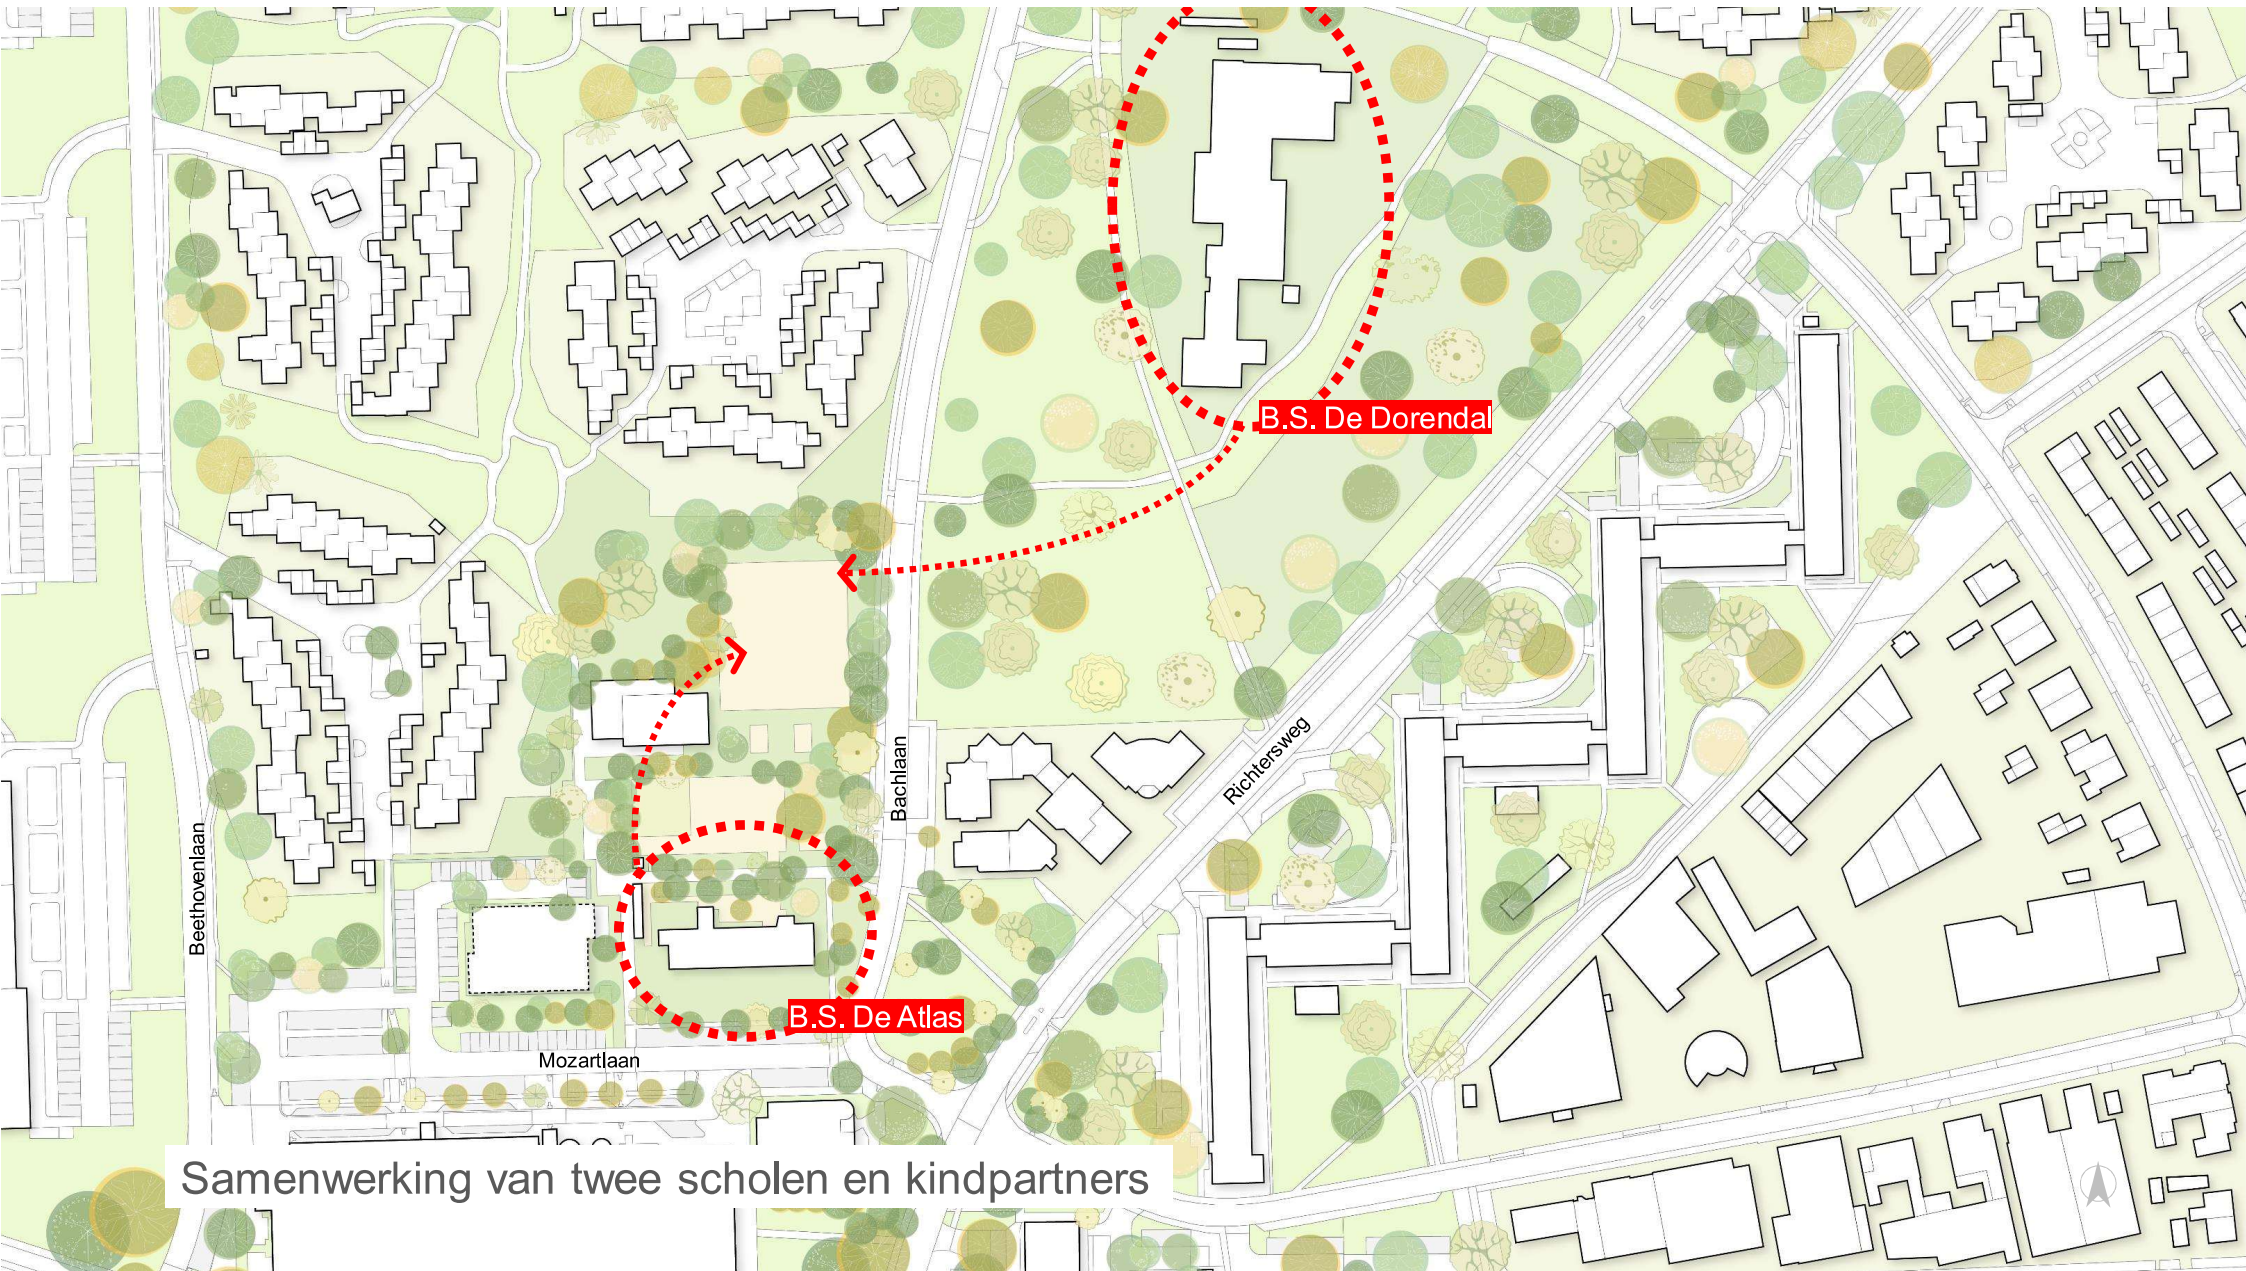 B.S. De Dorendal
Richtersweg
Bachlaan
Beethovenlaan
B.S. De Atlas
Mozartlaan
Samenwerking van twee scholen en kindpartners